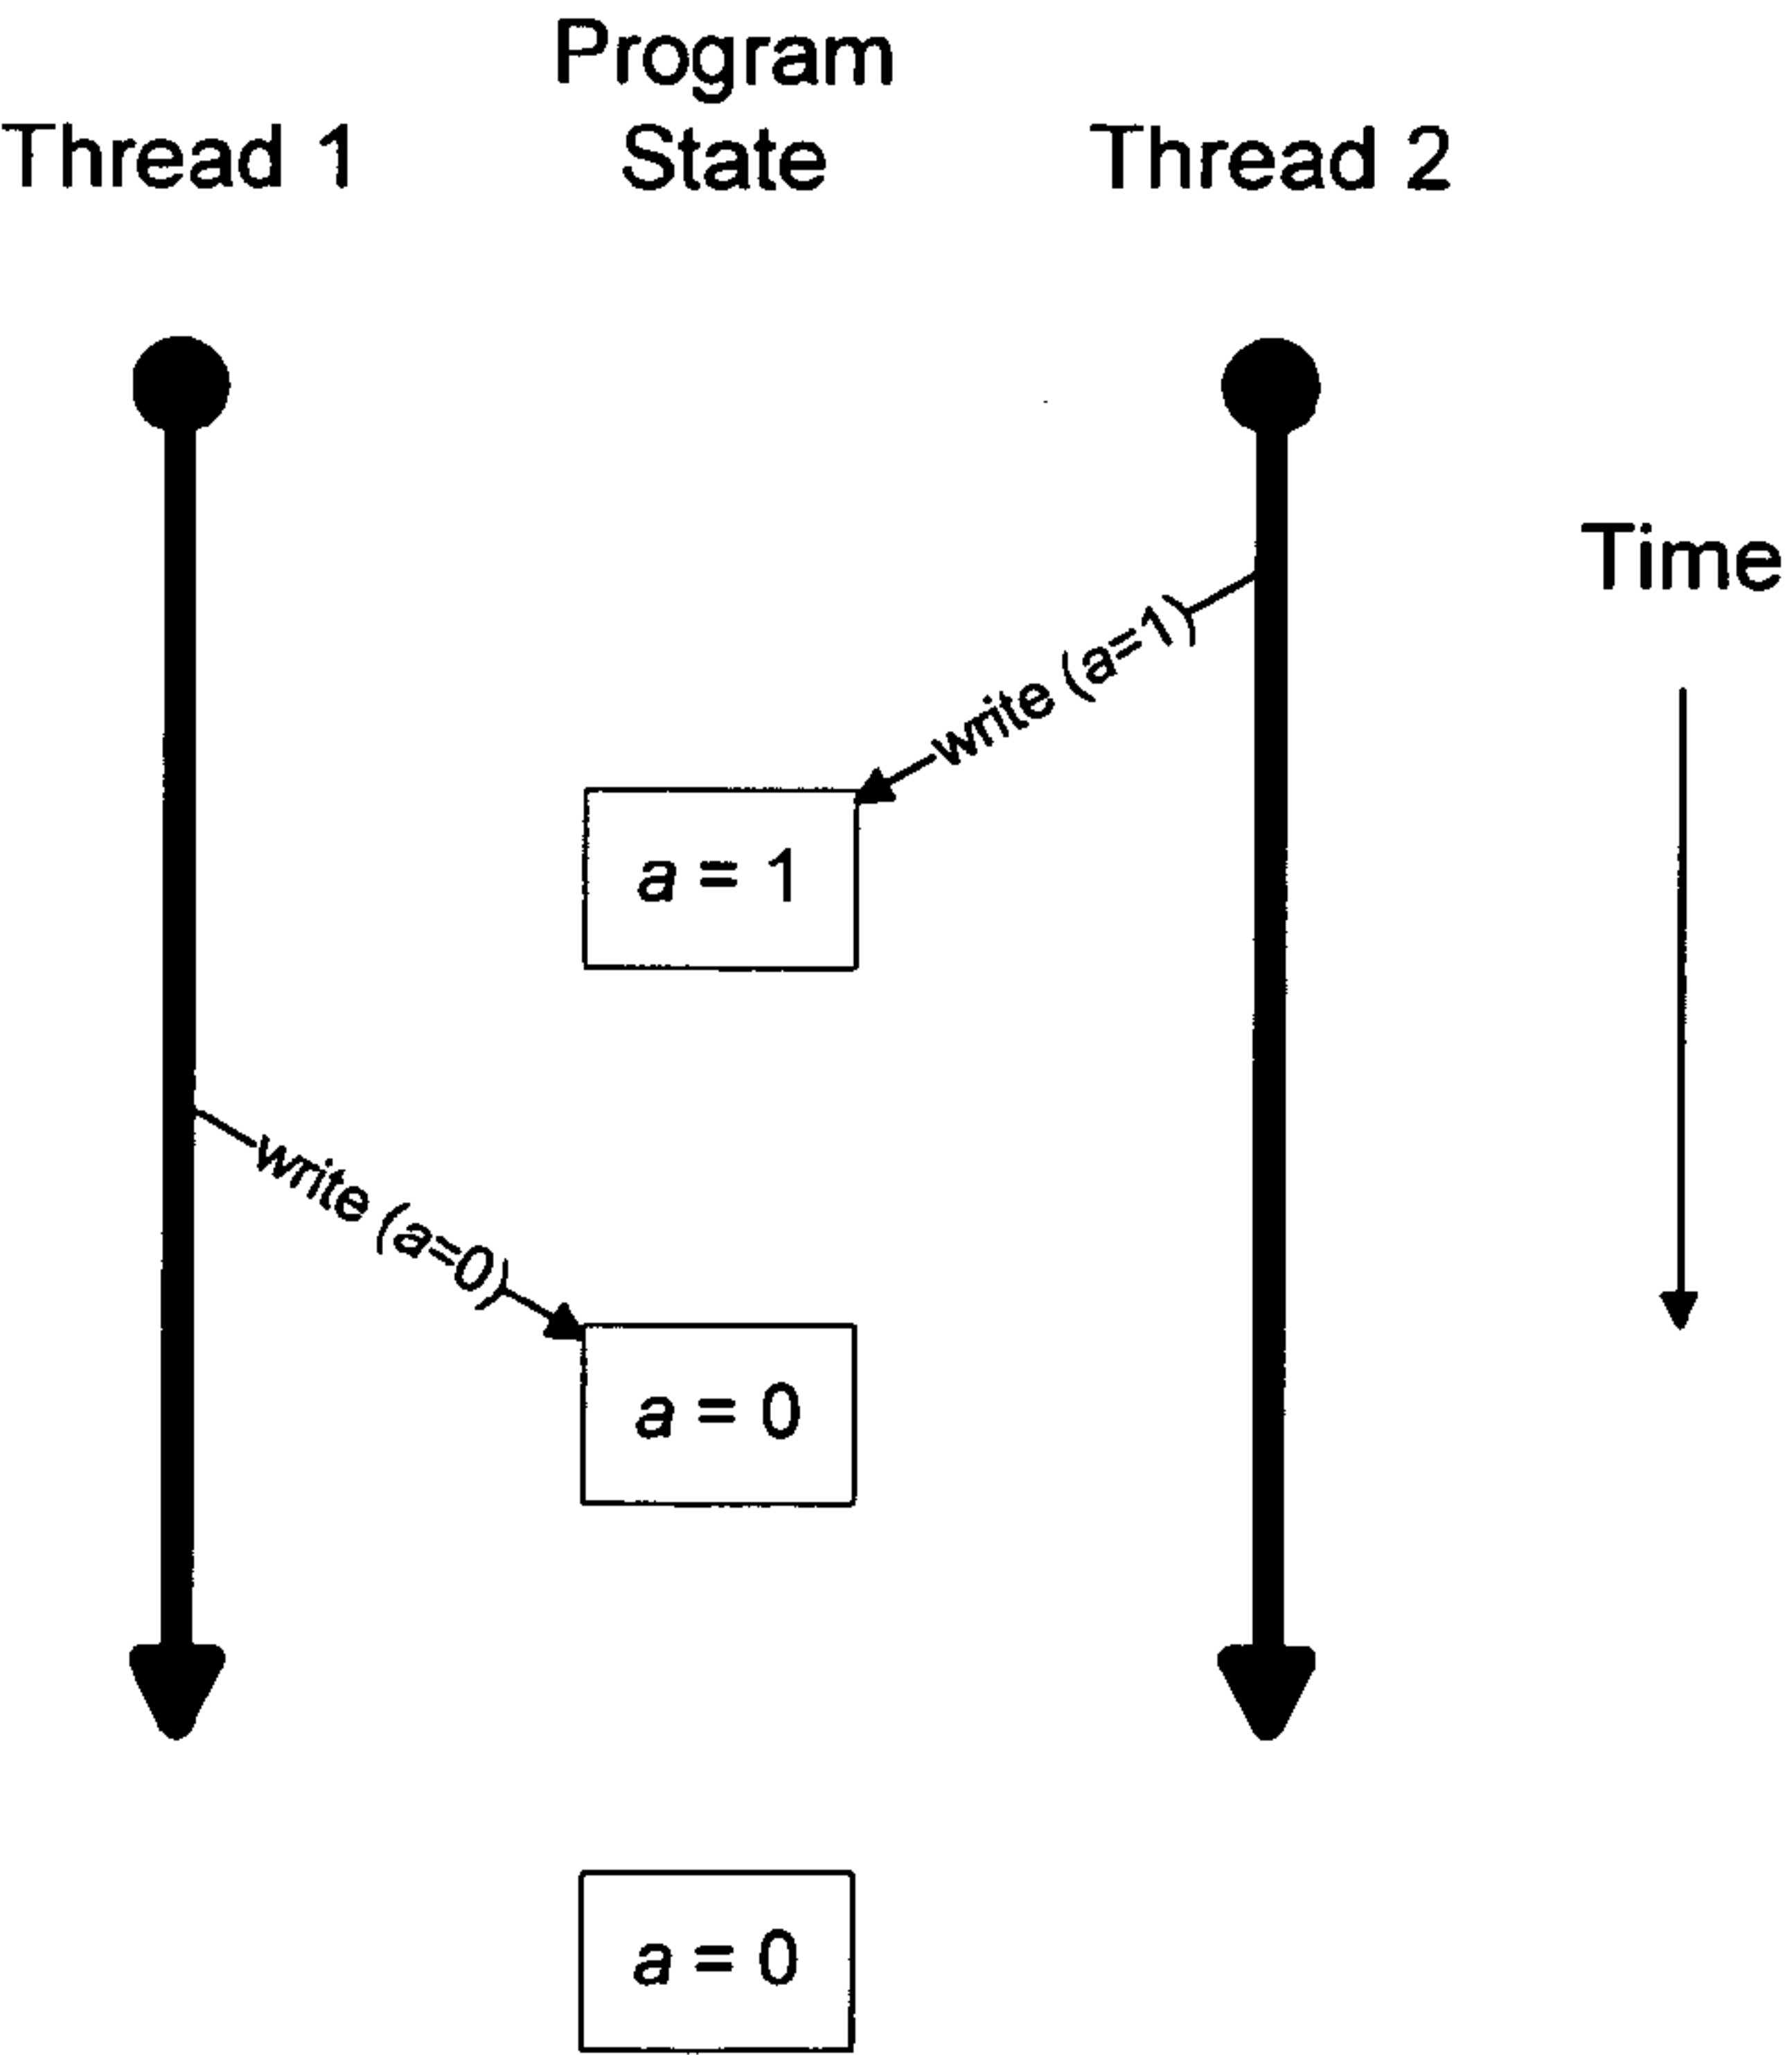 Program
State
Thread 1
Thread 2
Time
write (a=1)
a = 1
write (a=0)
a = 0
a = 0